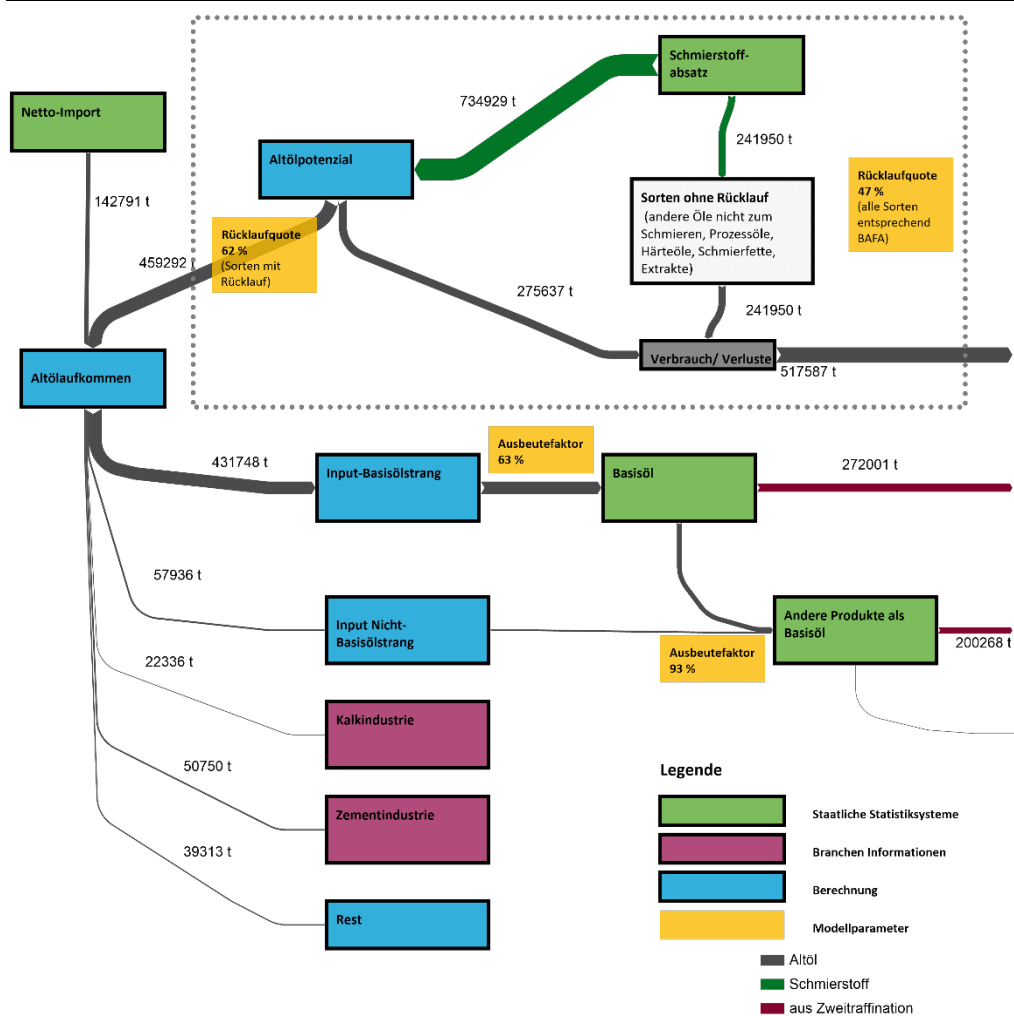 Schmierstoff-
absatz
Netto-Import
734929 t
241950 t
Altölpotenzial
142791 t
Rücklaufquote
47 %
(alle Sorten
entsprechend
BAFA)
Sorten ohne Rücklauf
(andere Öle nicht zum
Schmieren, Prozessöle,
Härteöle, Schmierfette,
Extrakte)
Rücklaufquote
62 %
(Sorten mit
Rücklauf)
459292 t
275637 t
241950 t
Verbrauch/ Verluste
517587 t
Altölaufkommen
Ausbeutefaktor
63 %
431748 t
Input-Basisölstrang
Basisöl
272001 t
57936 t
Input Nicht-
Basisölstrang
Andere Produkte als
Basisöl
200268 t
Ausbeutefaktor
93 %
22336 t
Kalkindustrie
50750 t
Zementindustrie
39313 t
Rest
Legende
Staatliche Statistiksysteme
Branchen Informationen
Berechnung
Modellparameter
Altöl
Schmierstoff
aus Zweitraffination